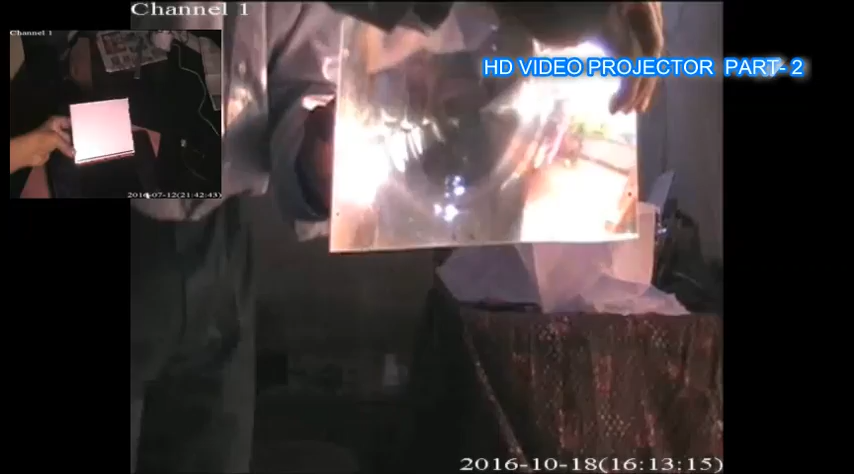 Channel 1
Channel 1
HD VIDEO PROJECTOR PART- 2
2016-07-12(21:42:43)
2016-10-18(16:13:15)